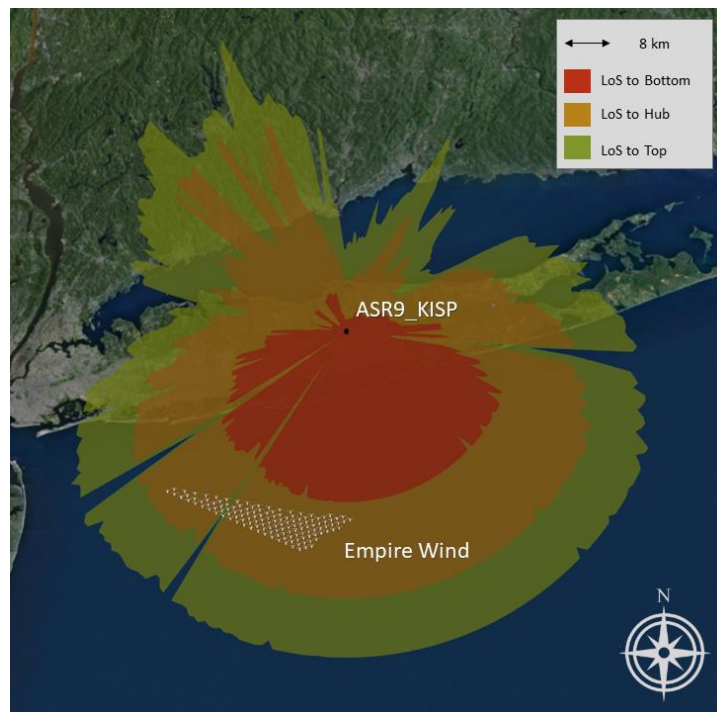 8 km
LoS to Bottom
LoS to Hub
LoS to Top
ASR9_KISP
Empire Wind
N